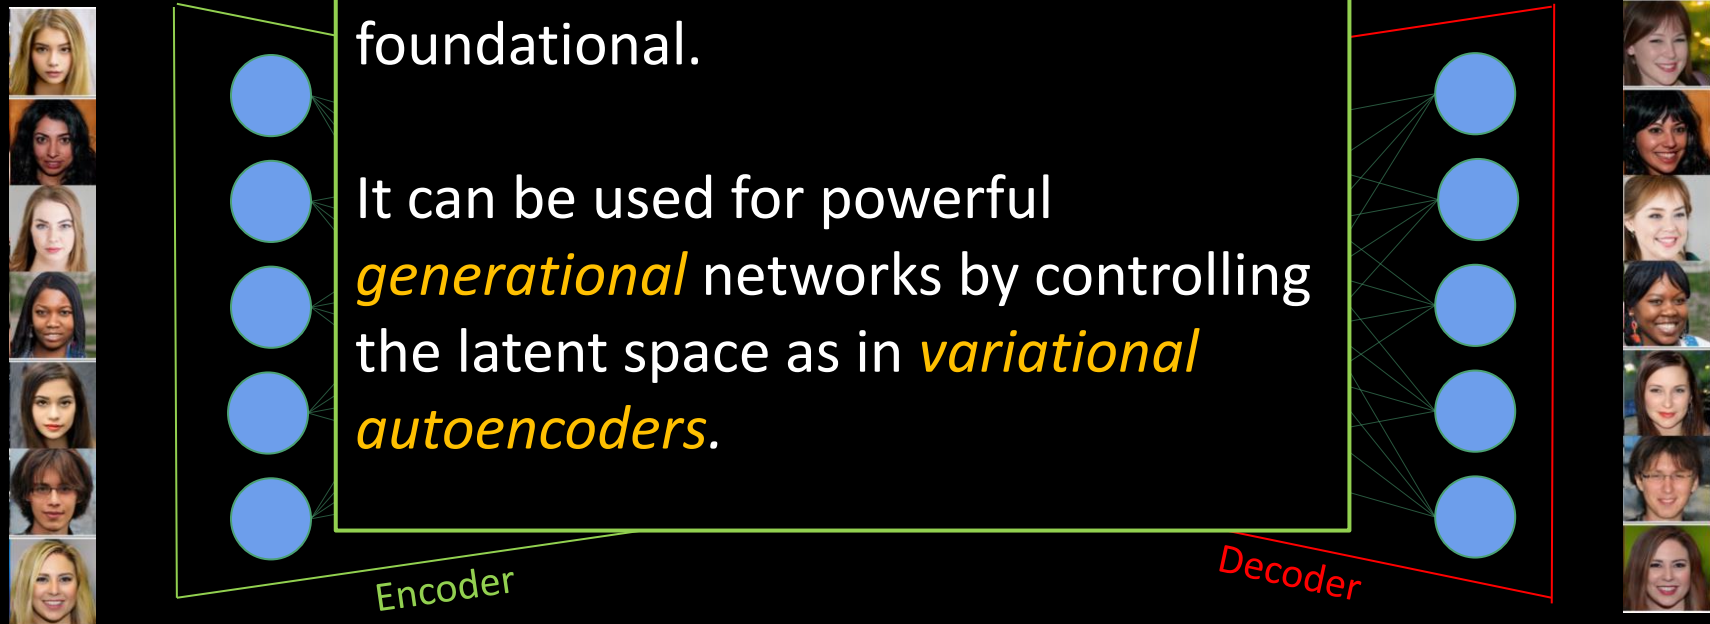 foundational.
It can be used for powerful
generational networks by controlling
the latent space as in variational
autoencoders.
Encoder
Decoder